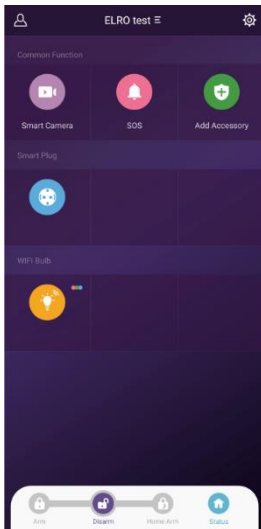 ELRO test
Common Function
Smart Camera
SOS
Add Accessory
Smart Plug
WIFI Bulb
Arm
Disarm
Home Arm
Status